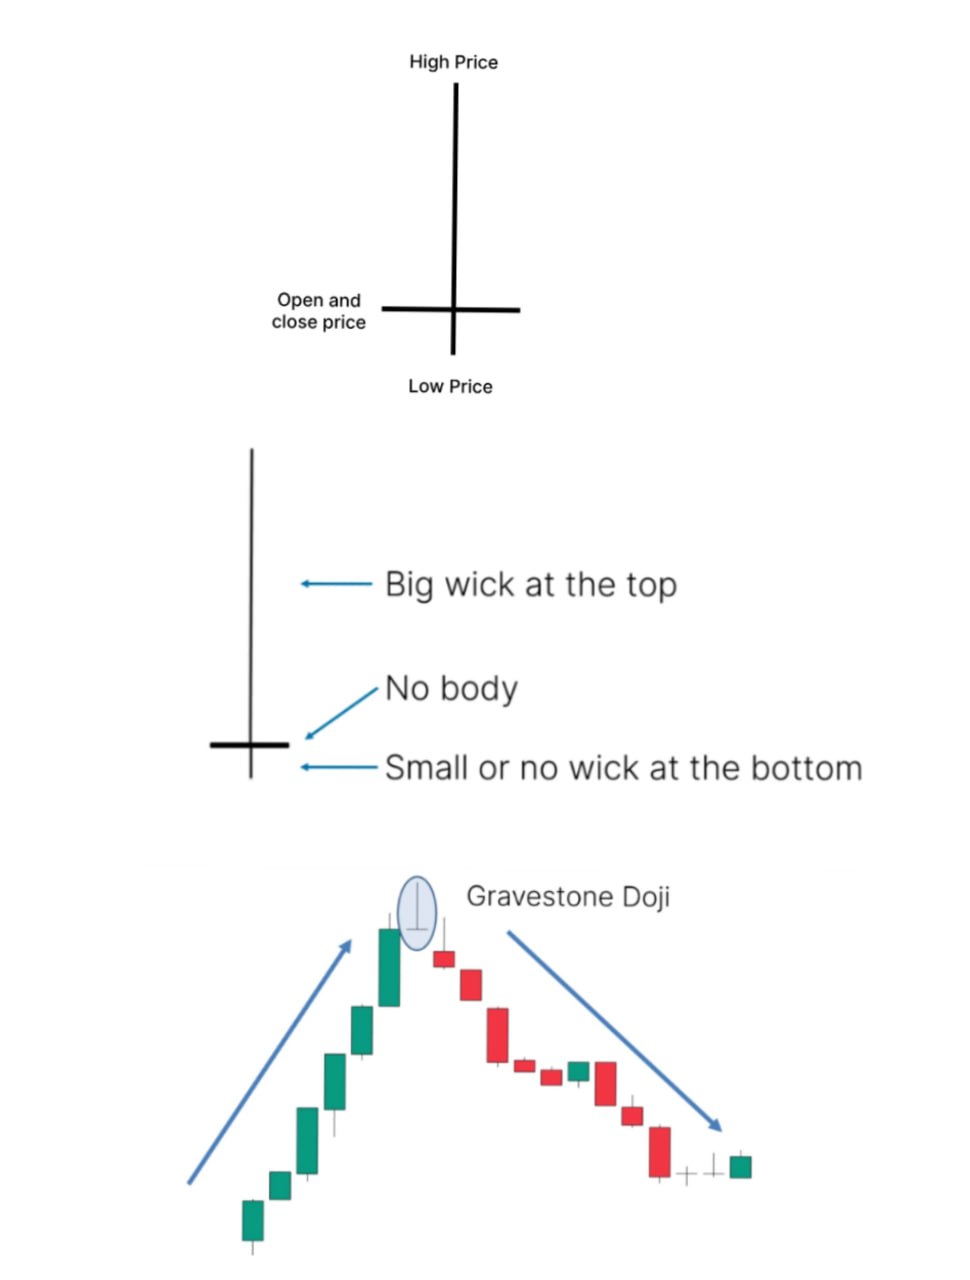 High Price
Open and
close price
Low Price
Big wick at the top
No body
Small or no wick at the bottom
Gravestone Doji